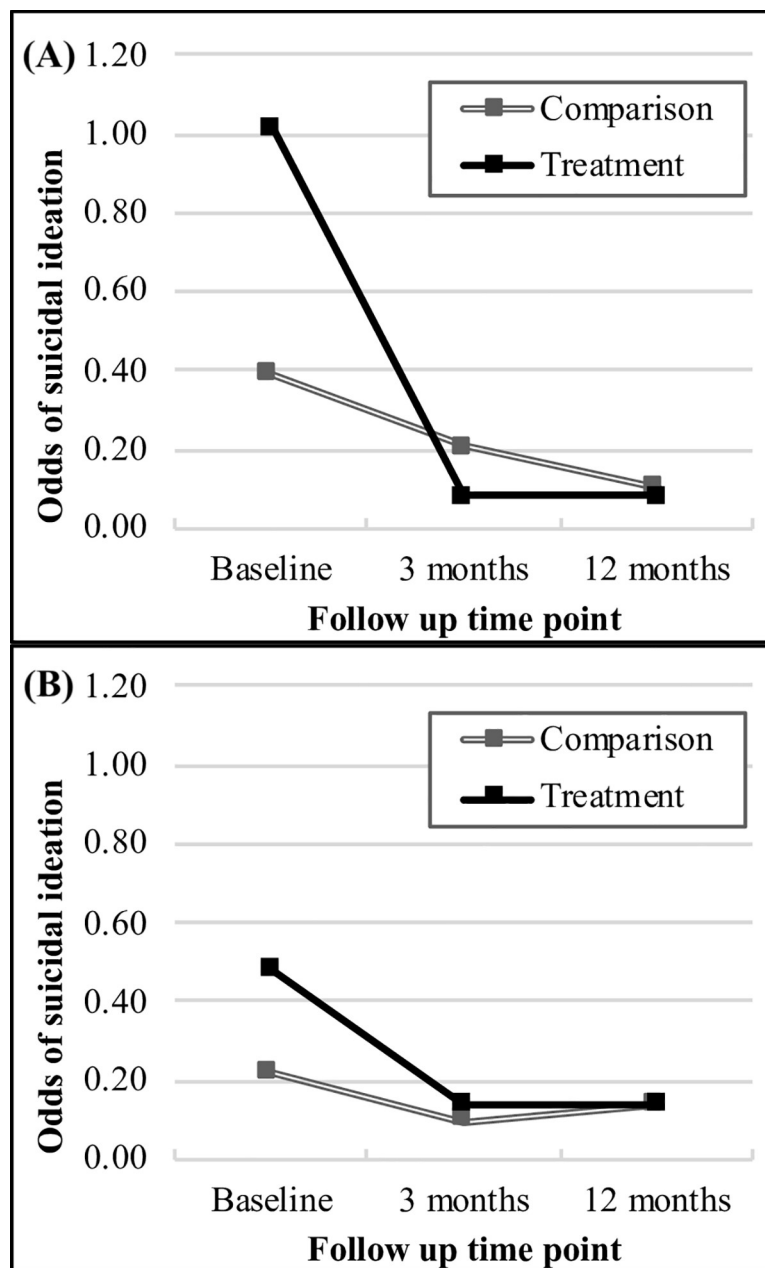 (A)
1.20
1.00
0.80
0.60
0.40
0.20
0.00
Odds of suicidal ideation
Comparison
Treatment
Baseline 3 months 12 months
Follow up time point
(B)
1.20
1.00
0.80
0.60
0.40
0.20
0.00
Odds of suicidal ideation
Comparison
Treatment
Baseline 3 months 12 months
Follow up time point